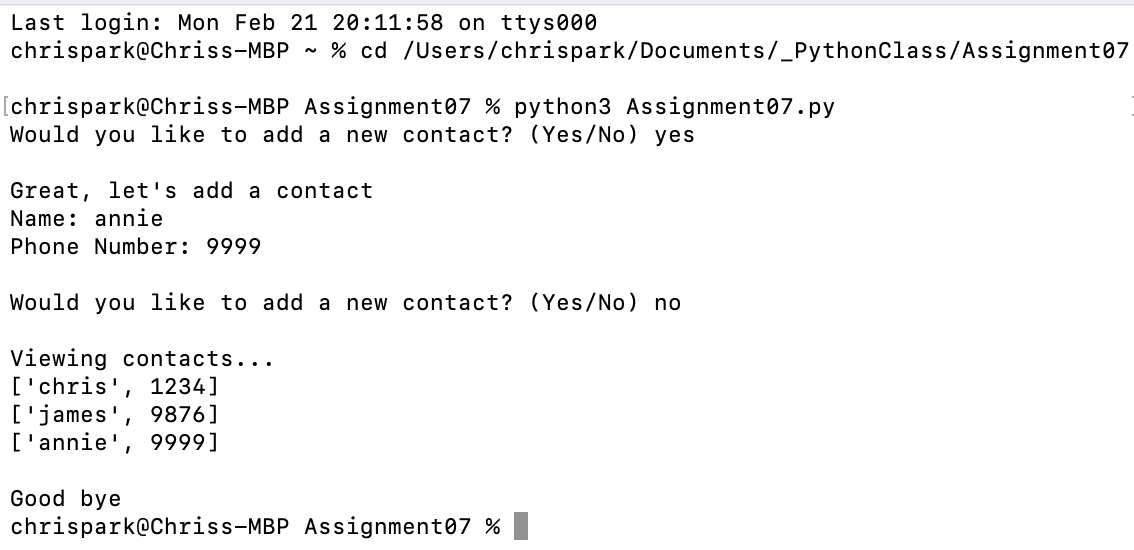 Last login: Mon Feb 21 20:11:58 on ttys000
chrispark@Chriss-MBP ~ % cd /Users/chrispark/Documents/_PythonClass/Assignment07
[chrispark@Chriss-MBP Assignment07 % python3 Assignment07.py
Would you like to add a new contact? (Yes/No) yes
Great, let's add a contact
Name: annie
Phone Number: 9999
Would you like to add a new contact? (Yes/No) no
Viewing contacts...
['chris', 1234]
['james', 9876]
['annie', 9999]
Good bye
chrispark@Chriss-MBP Assignment07 %